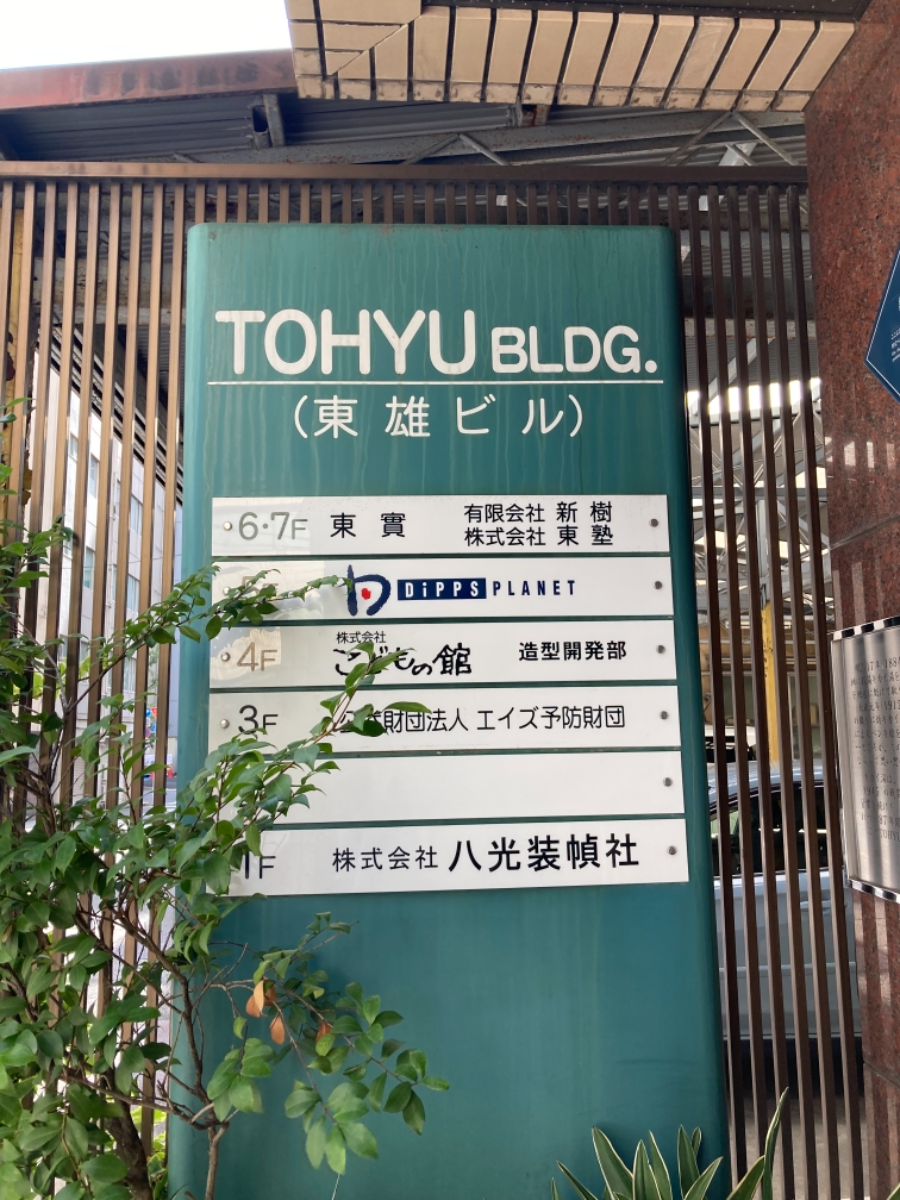 TOHYU BLDG.
(東雄ビル)
6・7F 東實 有限会社 新樹
株式会社 東塾
DiPPS PLANET
4F 株式会社 こどもの館 造型開発部
3F 財団法人 エイズ予防財団
1F 株式会社 八光装幀社